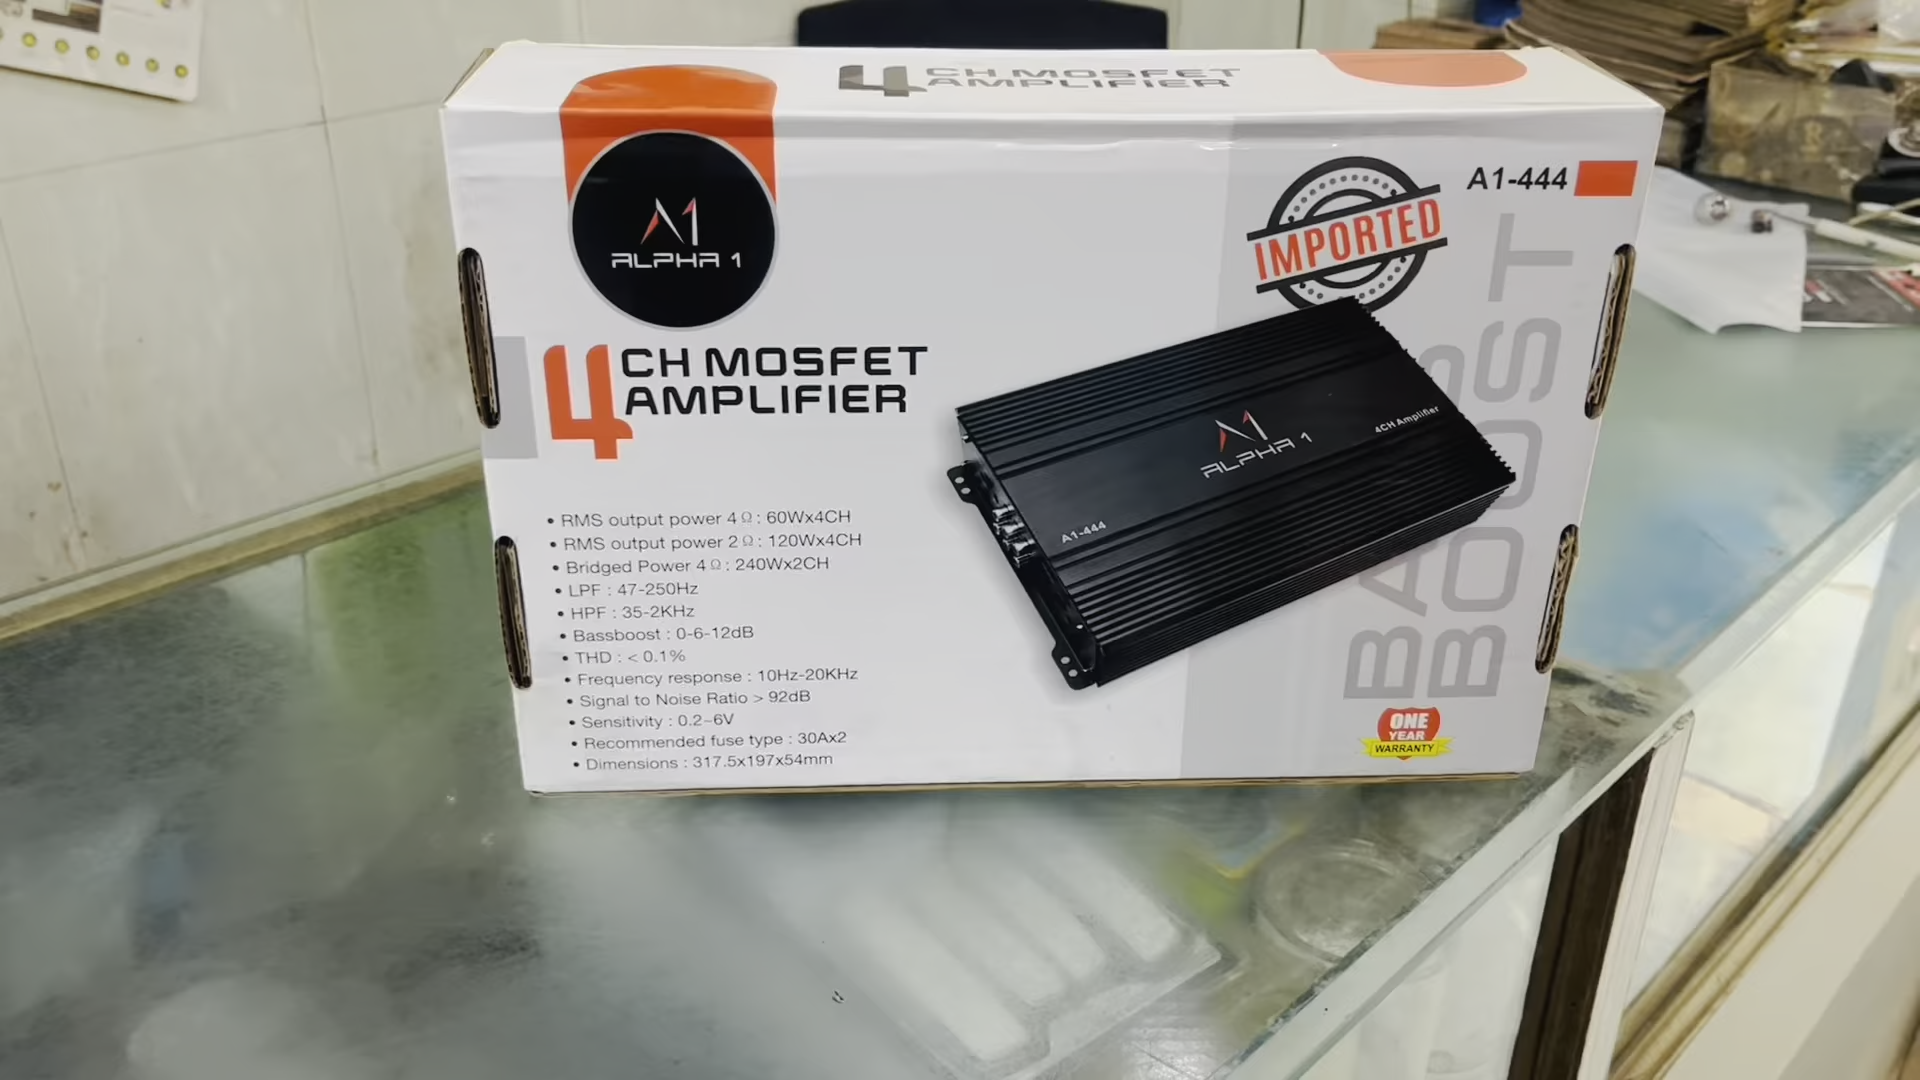 4 CH MOSFET
AMPLIFIER
A1
ALPHA 1
IMPORTED
A1-444
4 CH MOSFET
AMPLIFIER
• RMS output power 4Ω : 60Wx4CH
• RMS output power 2Ω : 120Wx4CH
• Bridged Power 4Ω : 240Wx2CH
• LPF : 47-250Hz
• HPF : 35-2KHz
• Bassboost : 0-6-12dB
• THD : < 0.1%
• Frequency response : 10Hz-20KHz
• Signal to Noise Ratio > 92dB
• Sensitivity : 0.2~6V
• Recommended fuse type : 30Ax2
• Dimensions : 317.5x197x54mm
A1
ALPHA 1
4CH Amplifier
A1-444
BASS
BOOST
ONE
YEAR
WARRANTY